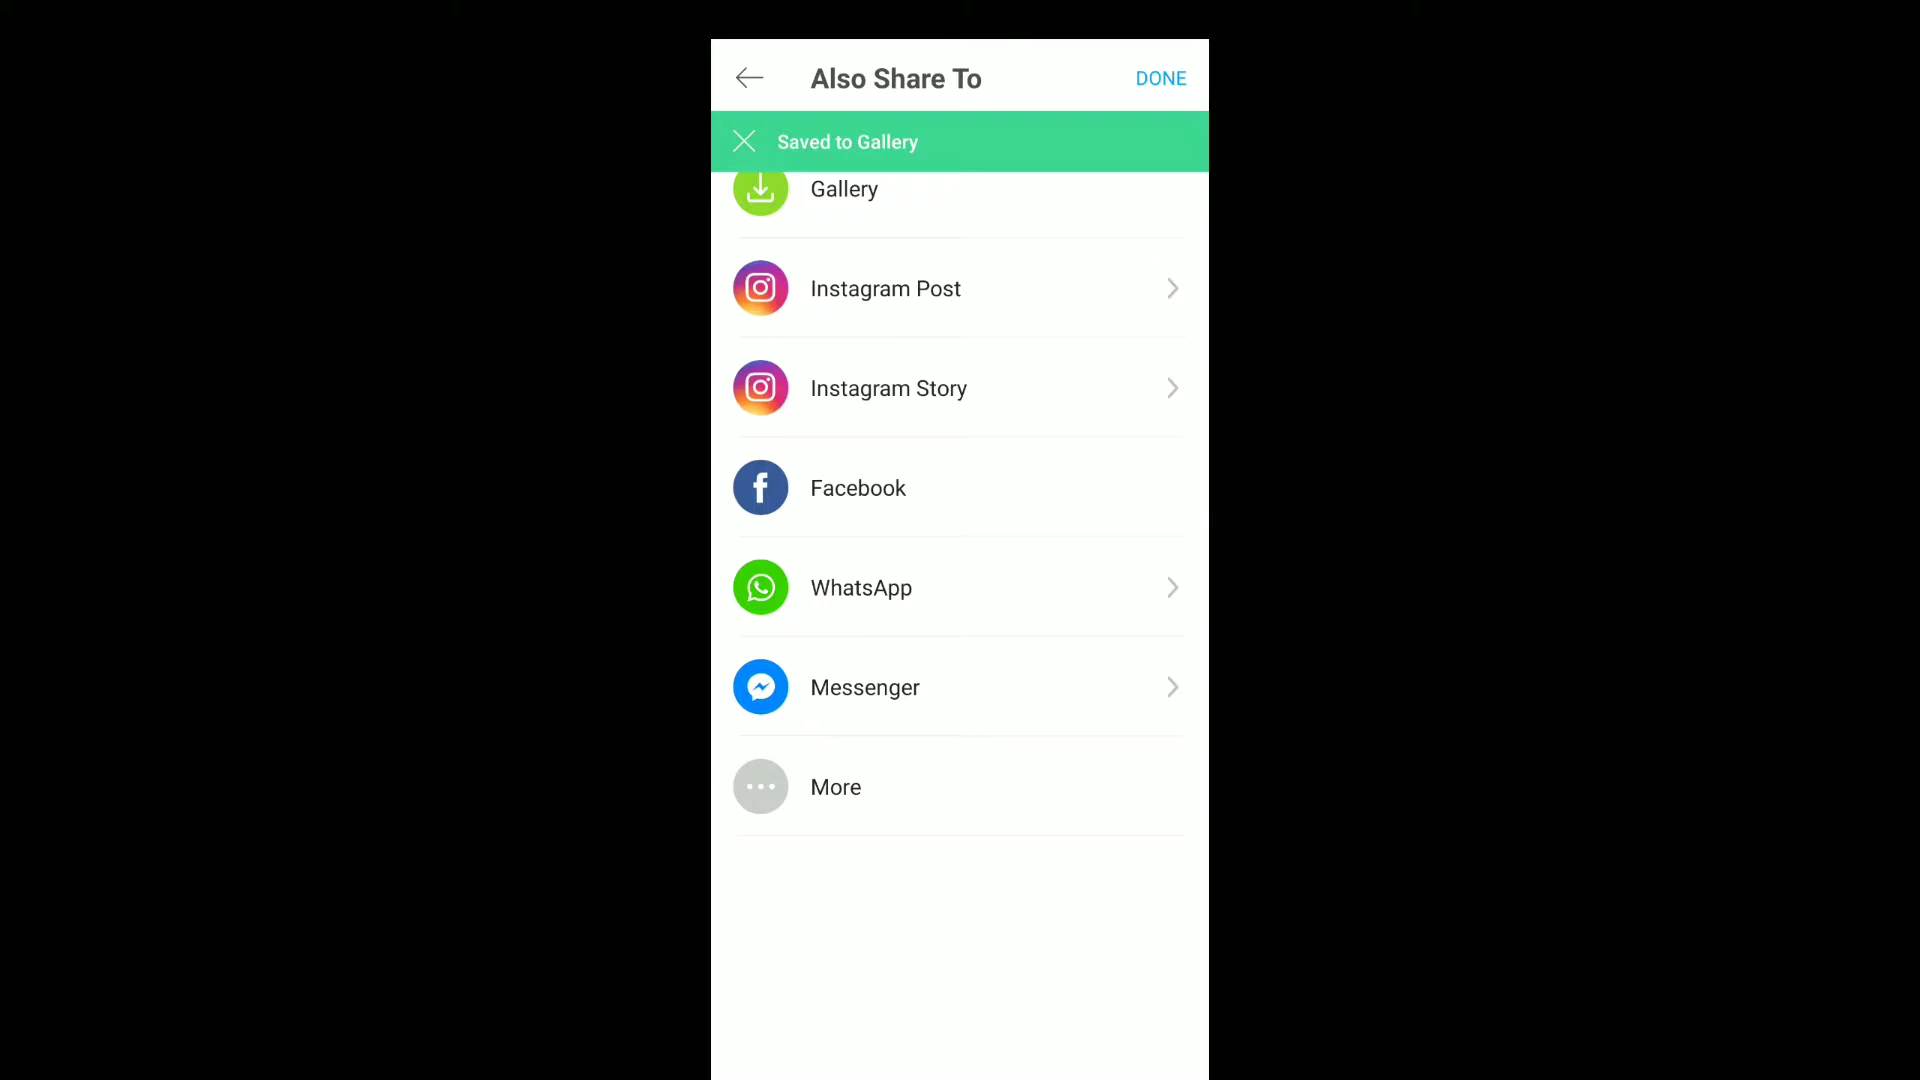 Also Share To
DONE
Saved to Gallery
Gallery
Instagram Post
Instagram Story
Facebook
WhatsApp
Messenger
More